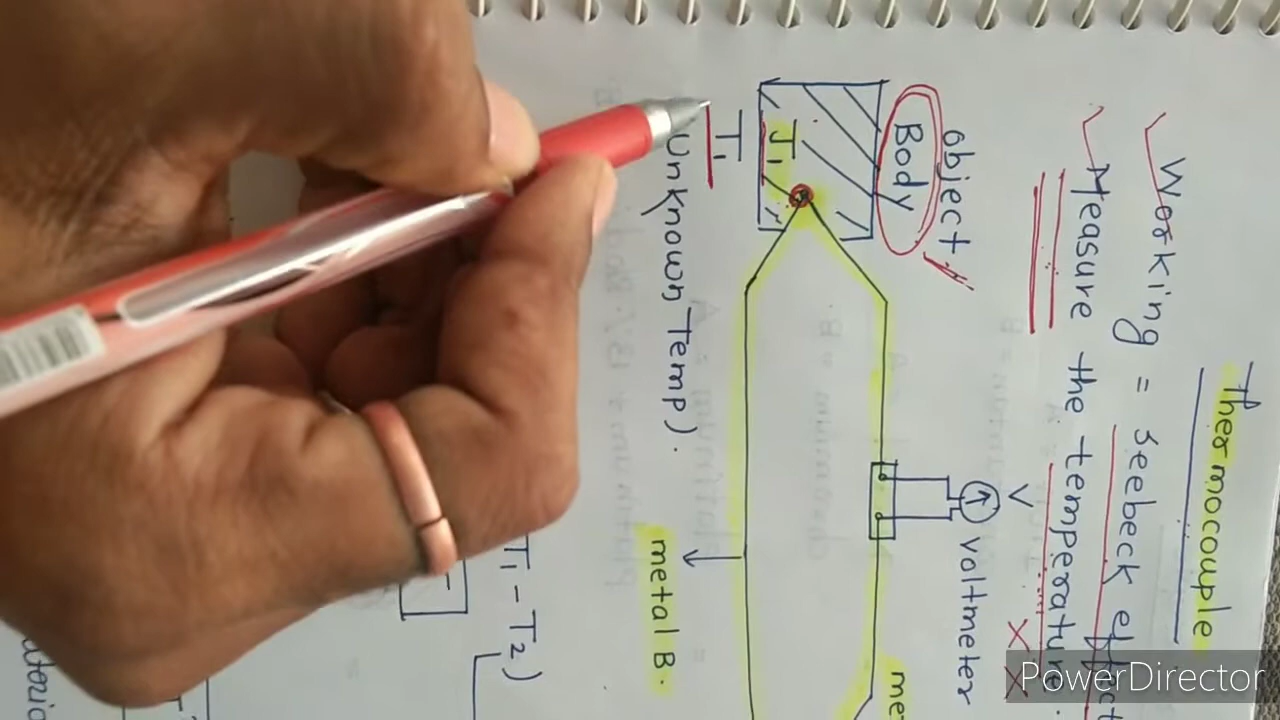 Thermocouple
Working = Seebeck effect
Measure the temperature.
V
x x
object
Body
voltmeter
J1
T1
(Unknown Temp).
metal B.
T1 - T2)
PowerDirector